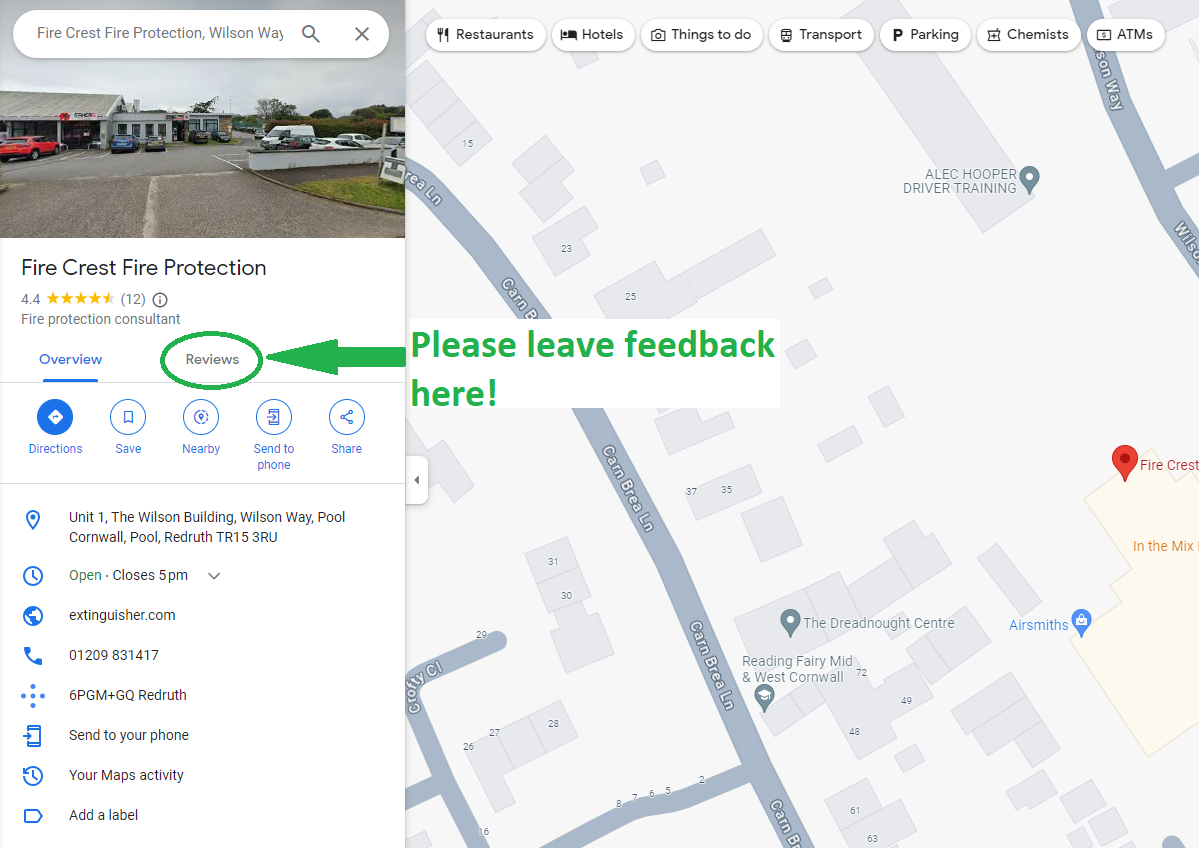 Fire Crest Fire Protection, Wilson Way
Restaurants
Hotels
Things to do
Transport
Parking
Chemists
ATMs
Fire Crest Fire Protection
4.4 (12)
Fire protection consultant
Overview
Reviews
Please leave feedback
here!
Directions
Save
Nearby
Send to
phone
Share
Unit 1, The Wilson Building, Wilson Way, Pool
Cornwall, Pool, Redruth TR15 3RU
Open · Closes 5 pm
extinguisher.com
01209 831417
6PGM+GQ Redruth
Send to your phone
Your Maps activity
Add a label
15
rea Ln
son Way
ALEC HOOPER
DRIVER TRAINING
Wilso
23
25
Carn B
37
35
Carn Brea Ln
Fire Crest
In the Mix
31
30
29
The Dreadnought Centre
Airsmiths
Reading Fairy Mid
& West Cornwall
72
49
48
Carn Brea Ln
Crofty Cl
28
27
26
2
5
6
7
8
16
61
63
Carn Br